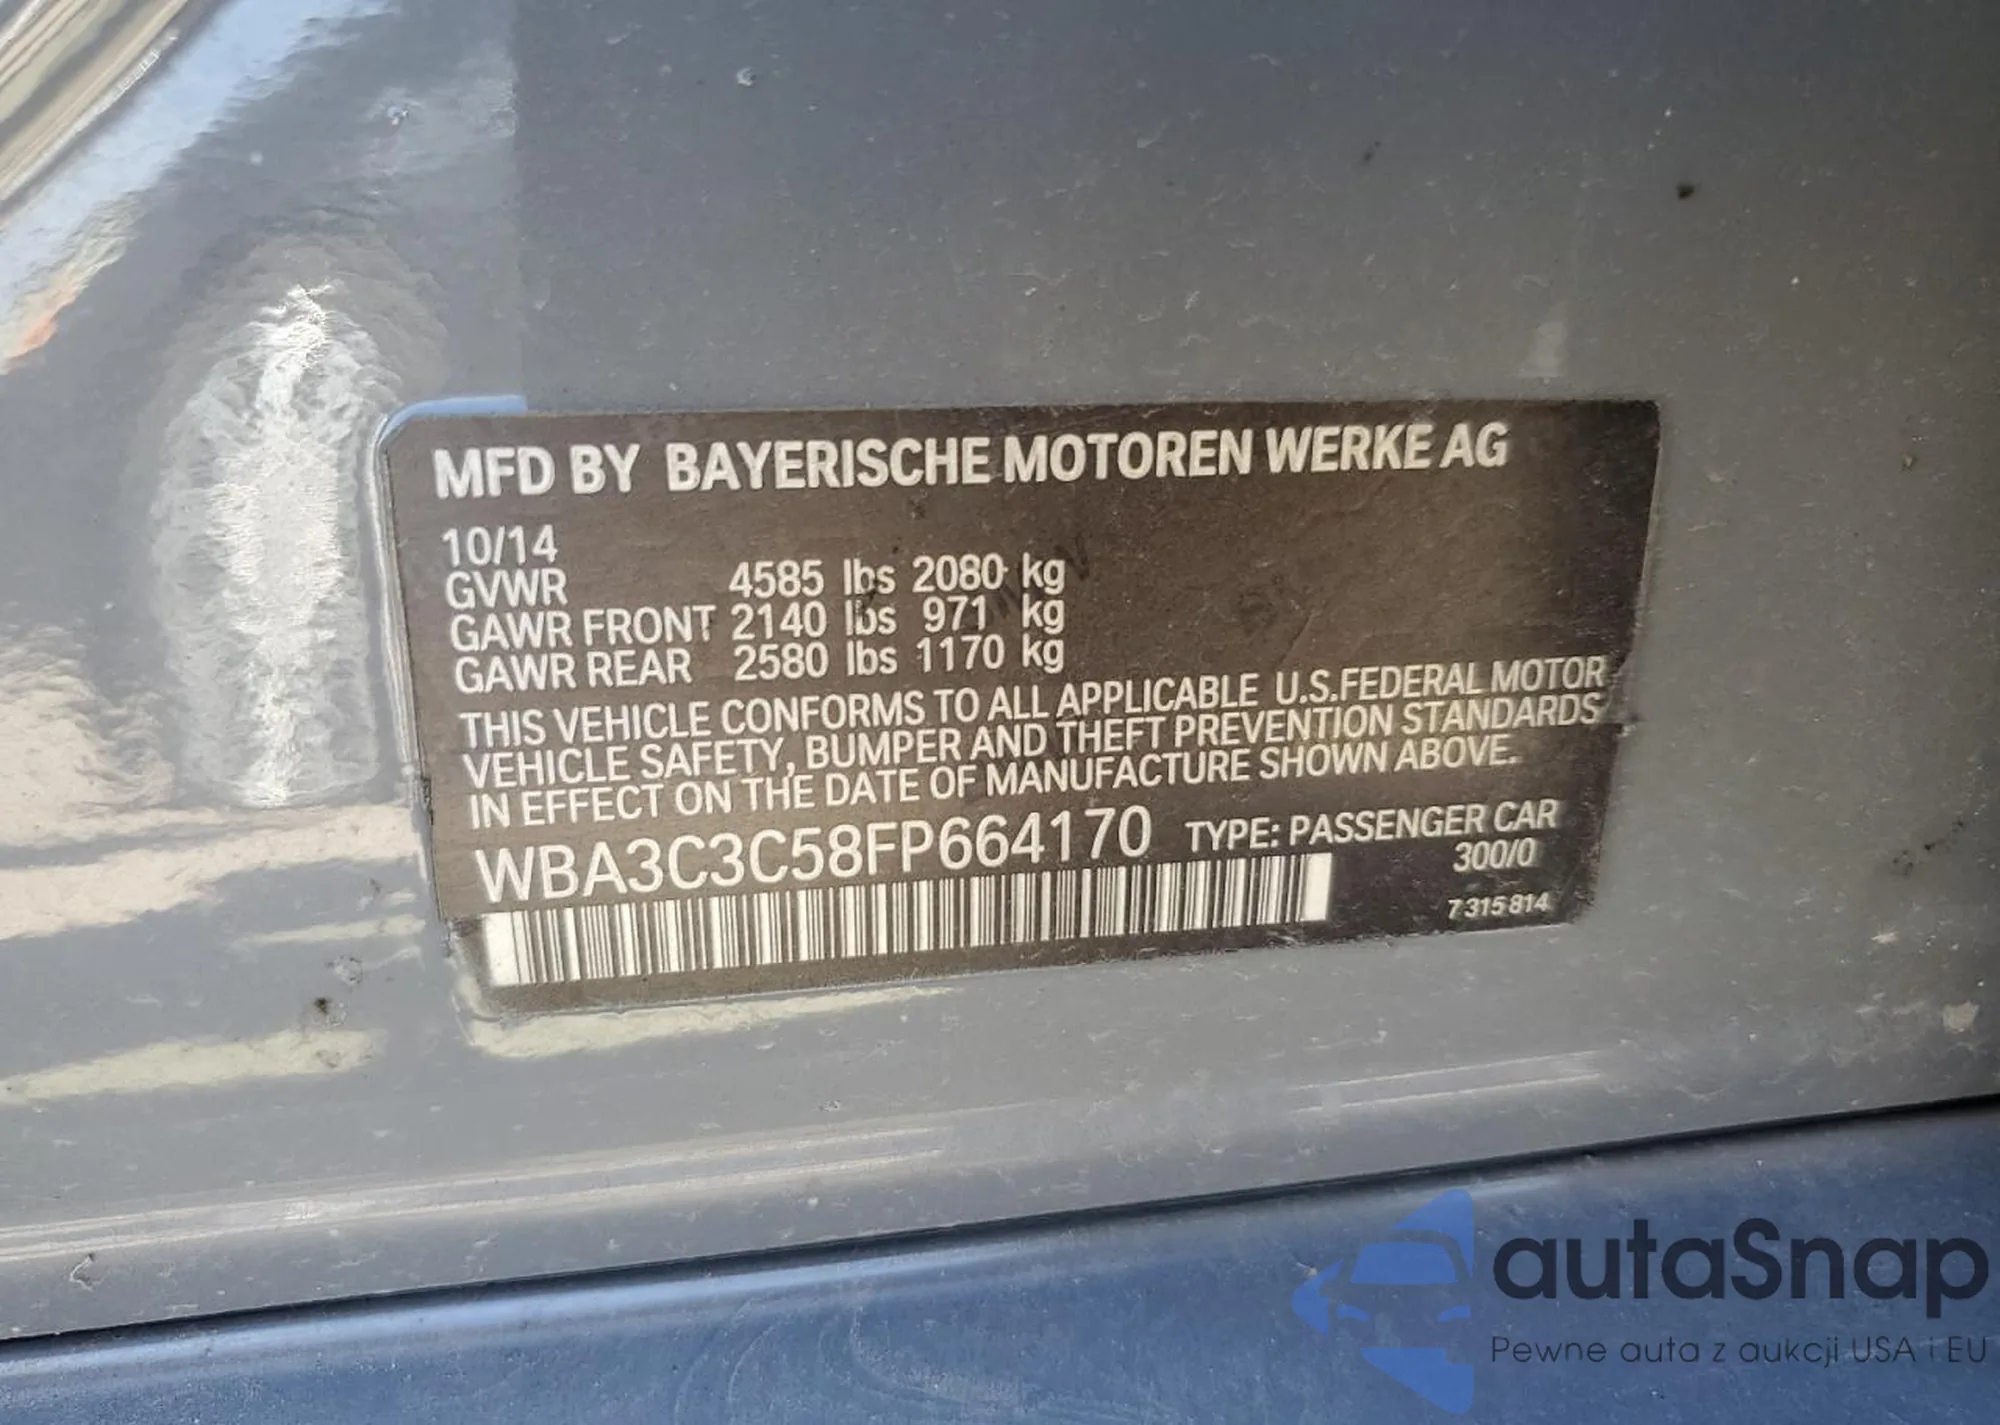 MFD BY BAYERISCHE MOTOREN WERKE AG
10/14
GVWR 4585 lbs 2080 kg
GAWR FRONT 2140 lbs 971 kg
GAWR REAR 2580 lbs 1170 kg
THIS VEHICLE CONFORMS TO ALL APPLICABLE U.S.FEDERAL MOTOR
VEHICLE SAFETY, BUMPER AND THEFT PREVENTION STANDARDS
IN EFFECT ON THE DATE OF MANUFACTURE SHOWN ABOVE.
WBA3C3C58FP664170 TYPE: PASSENGER CAR
300/0
7 315 814
autaSnap
Pewne auta z aukcji USA i EU